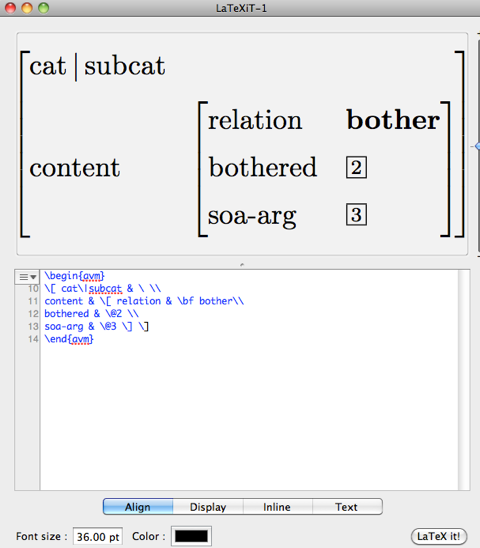 LaTeXiT-1
cat | subcat
relation bother
content bothered 2
soa-arg 3
\begin{avm}
10 \[ cat\|subcat & \ \\
11 content & \[ relation & \bf bother\\
12 bothered & \@2 \\
13 soa-arg & \@3 \] \]
14 \end{avm}
Align Display Inline Text
Font size : 36.00 pt Color : LaTeX it!